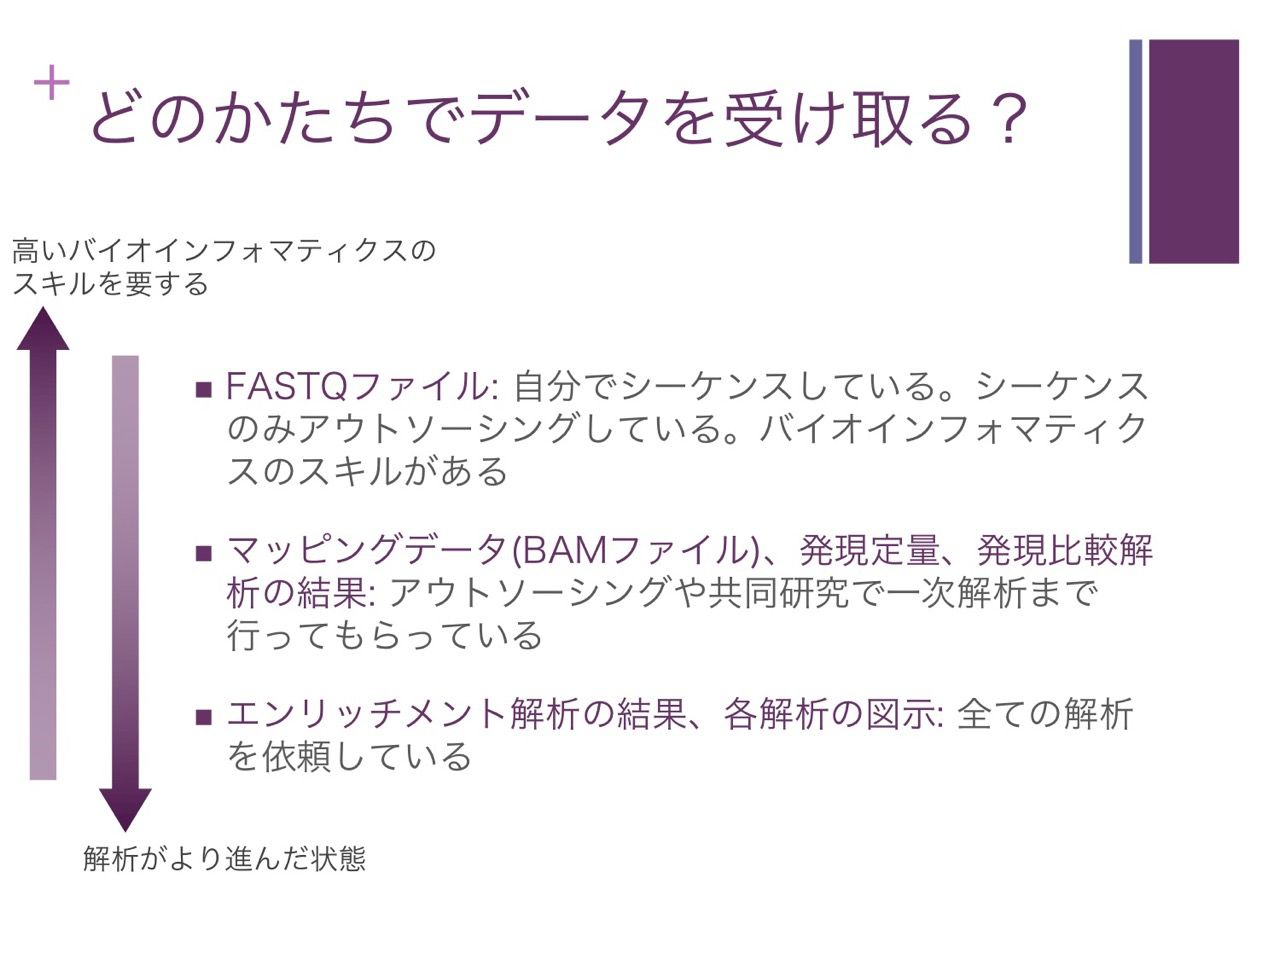 +
どのかたちでデータを受け取る？
高いバイオインフォマティクスの
スキルを要する
■ FASTQファイル: 自分でシーケンスしている。シーケンス
のみアウトソーシングしている。バイオインフォマティク
スのスキルがある
■ マッピングデータ(BAMファイル)、発現定量、発現比較解
析の結果: アウトソーシングや共同研究で一次解析まで
行ってもらっている
■ エンリッチメント解析の結果、各解析の図示: 全ての解析
を依頼している
解析がより進んだ状態